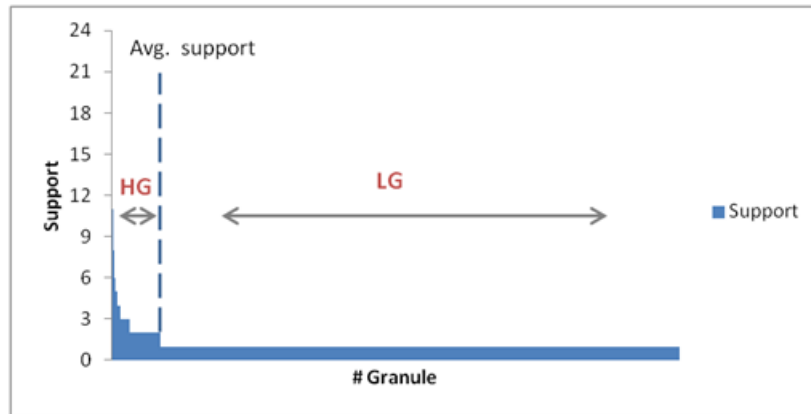 24
Avg. support
21
18
15
HG
LG
12
Support
Support
9
6
3
0
# Granule